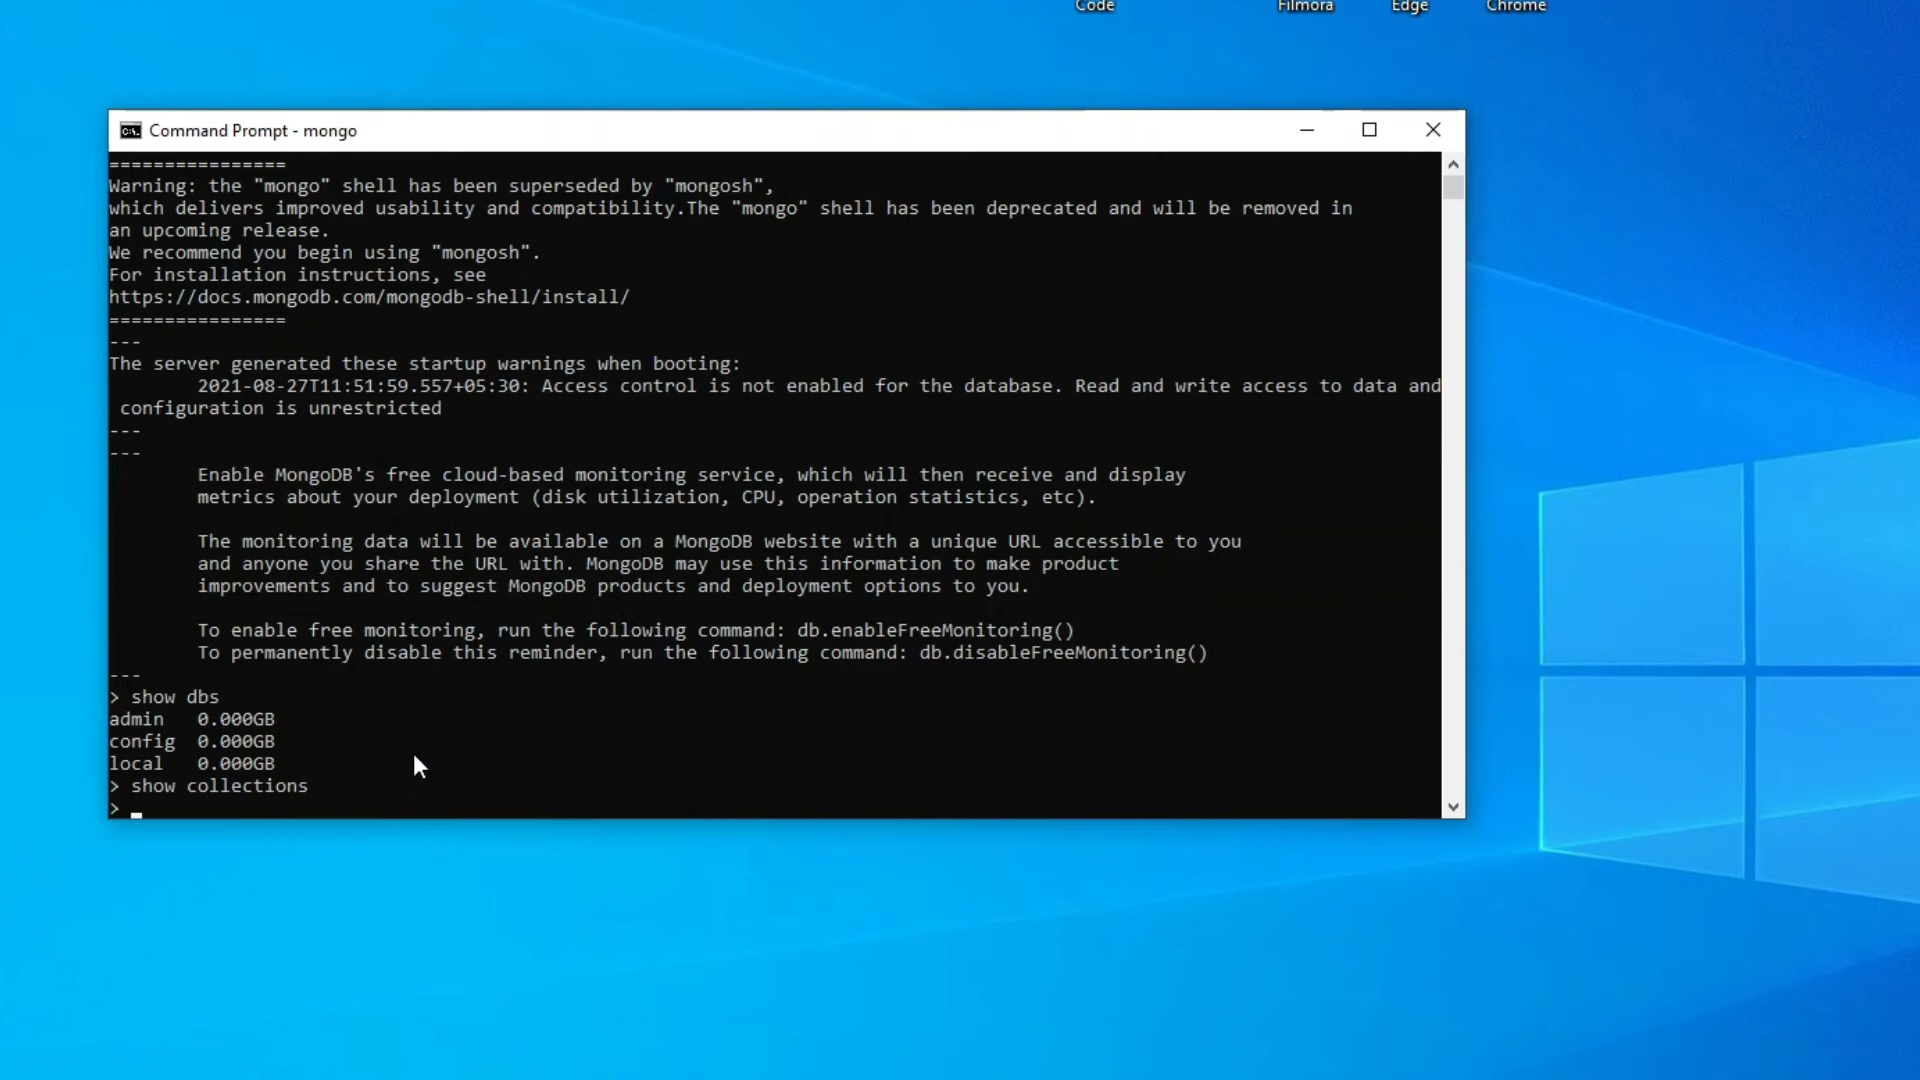 Code Filmora Edge Chrome
Command Prompt - mongo
================
Warning: the "mongo" shell has been superseded by "mongosh",
which delivers improved usability and compatibility.The "mongo" shell has been deprecated and will be removed in
an upcoming release.
We recommend you begin using "mongosh".
For installation instructions, see
https://docs.mongodb.com/mongodb-shell/install/
================
---
The server generated these startup warnings when booting:
        2021-08-27T11:51:59.557+05:30: Access control is not enabled for the database. Read and write access to data and
 configuration is unrestricted
---
---
        Enable MongoDB's free cloud-based monitoring service, which will then receive and display
        metrics about your deployment (disk utilization, CPU, operation statistics, etc).
        The monitoring data will be available on a MongoDB website with a unique URL accessible to you
        and anyone you share the URL with. MongoDB may use this information to make product
        improvements and to suggest MongoDB products and deployment options to you.
        To enable free monitoring, run the following command: db.enableFreeMonitoring()
        To permanently disable this reminder, run the following command: db.disableFreeMonitoring()
---
> show dbs
admin   0.000GB
config  0.000GB
local   0.000GB
> show collections
>